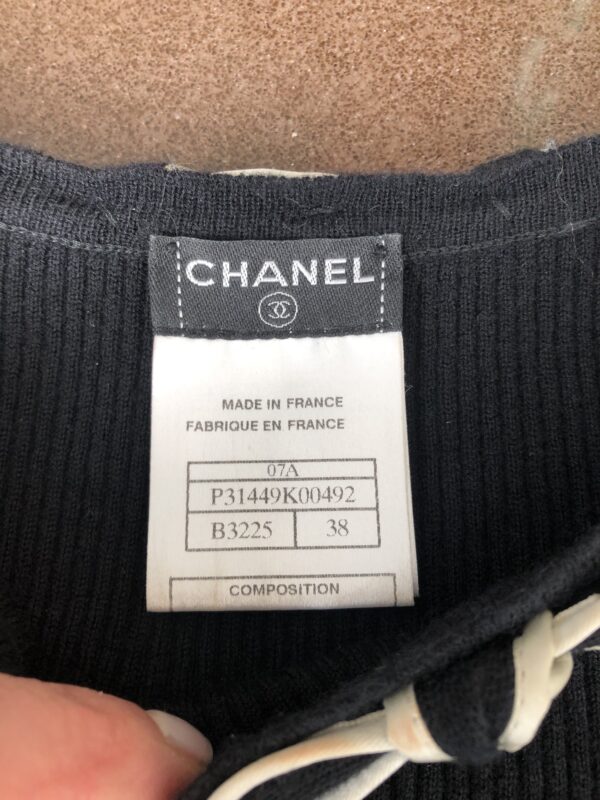 CHANEL
MADE IN FRANCE
FABRIQUE EN FRANCE
07A
P31449K00492
B3225 38
COMPOSITION